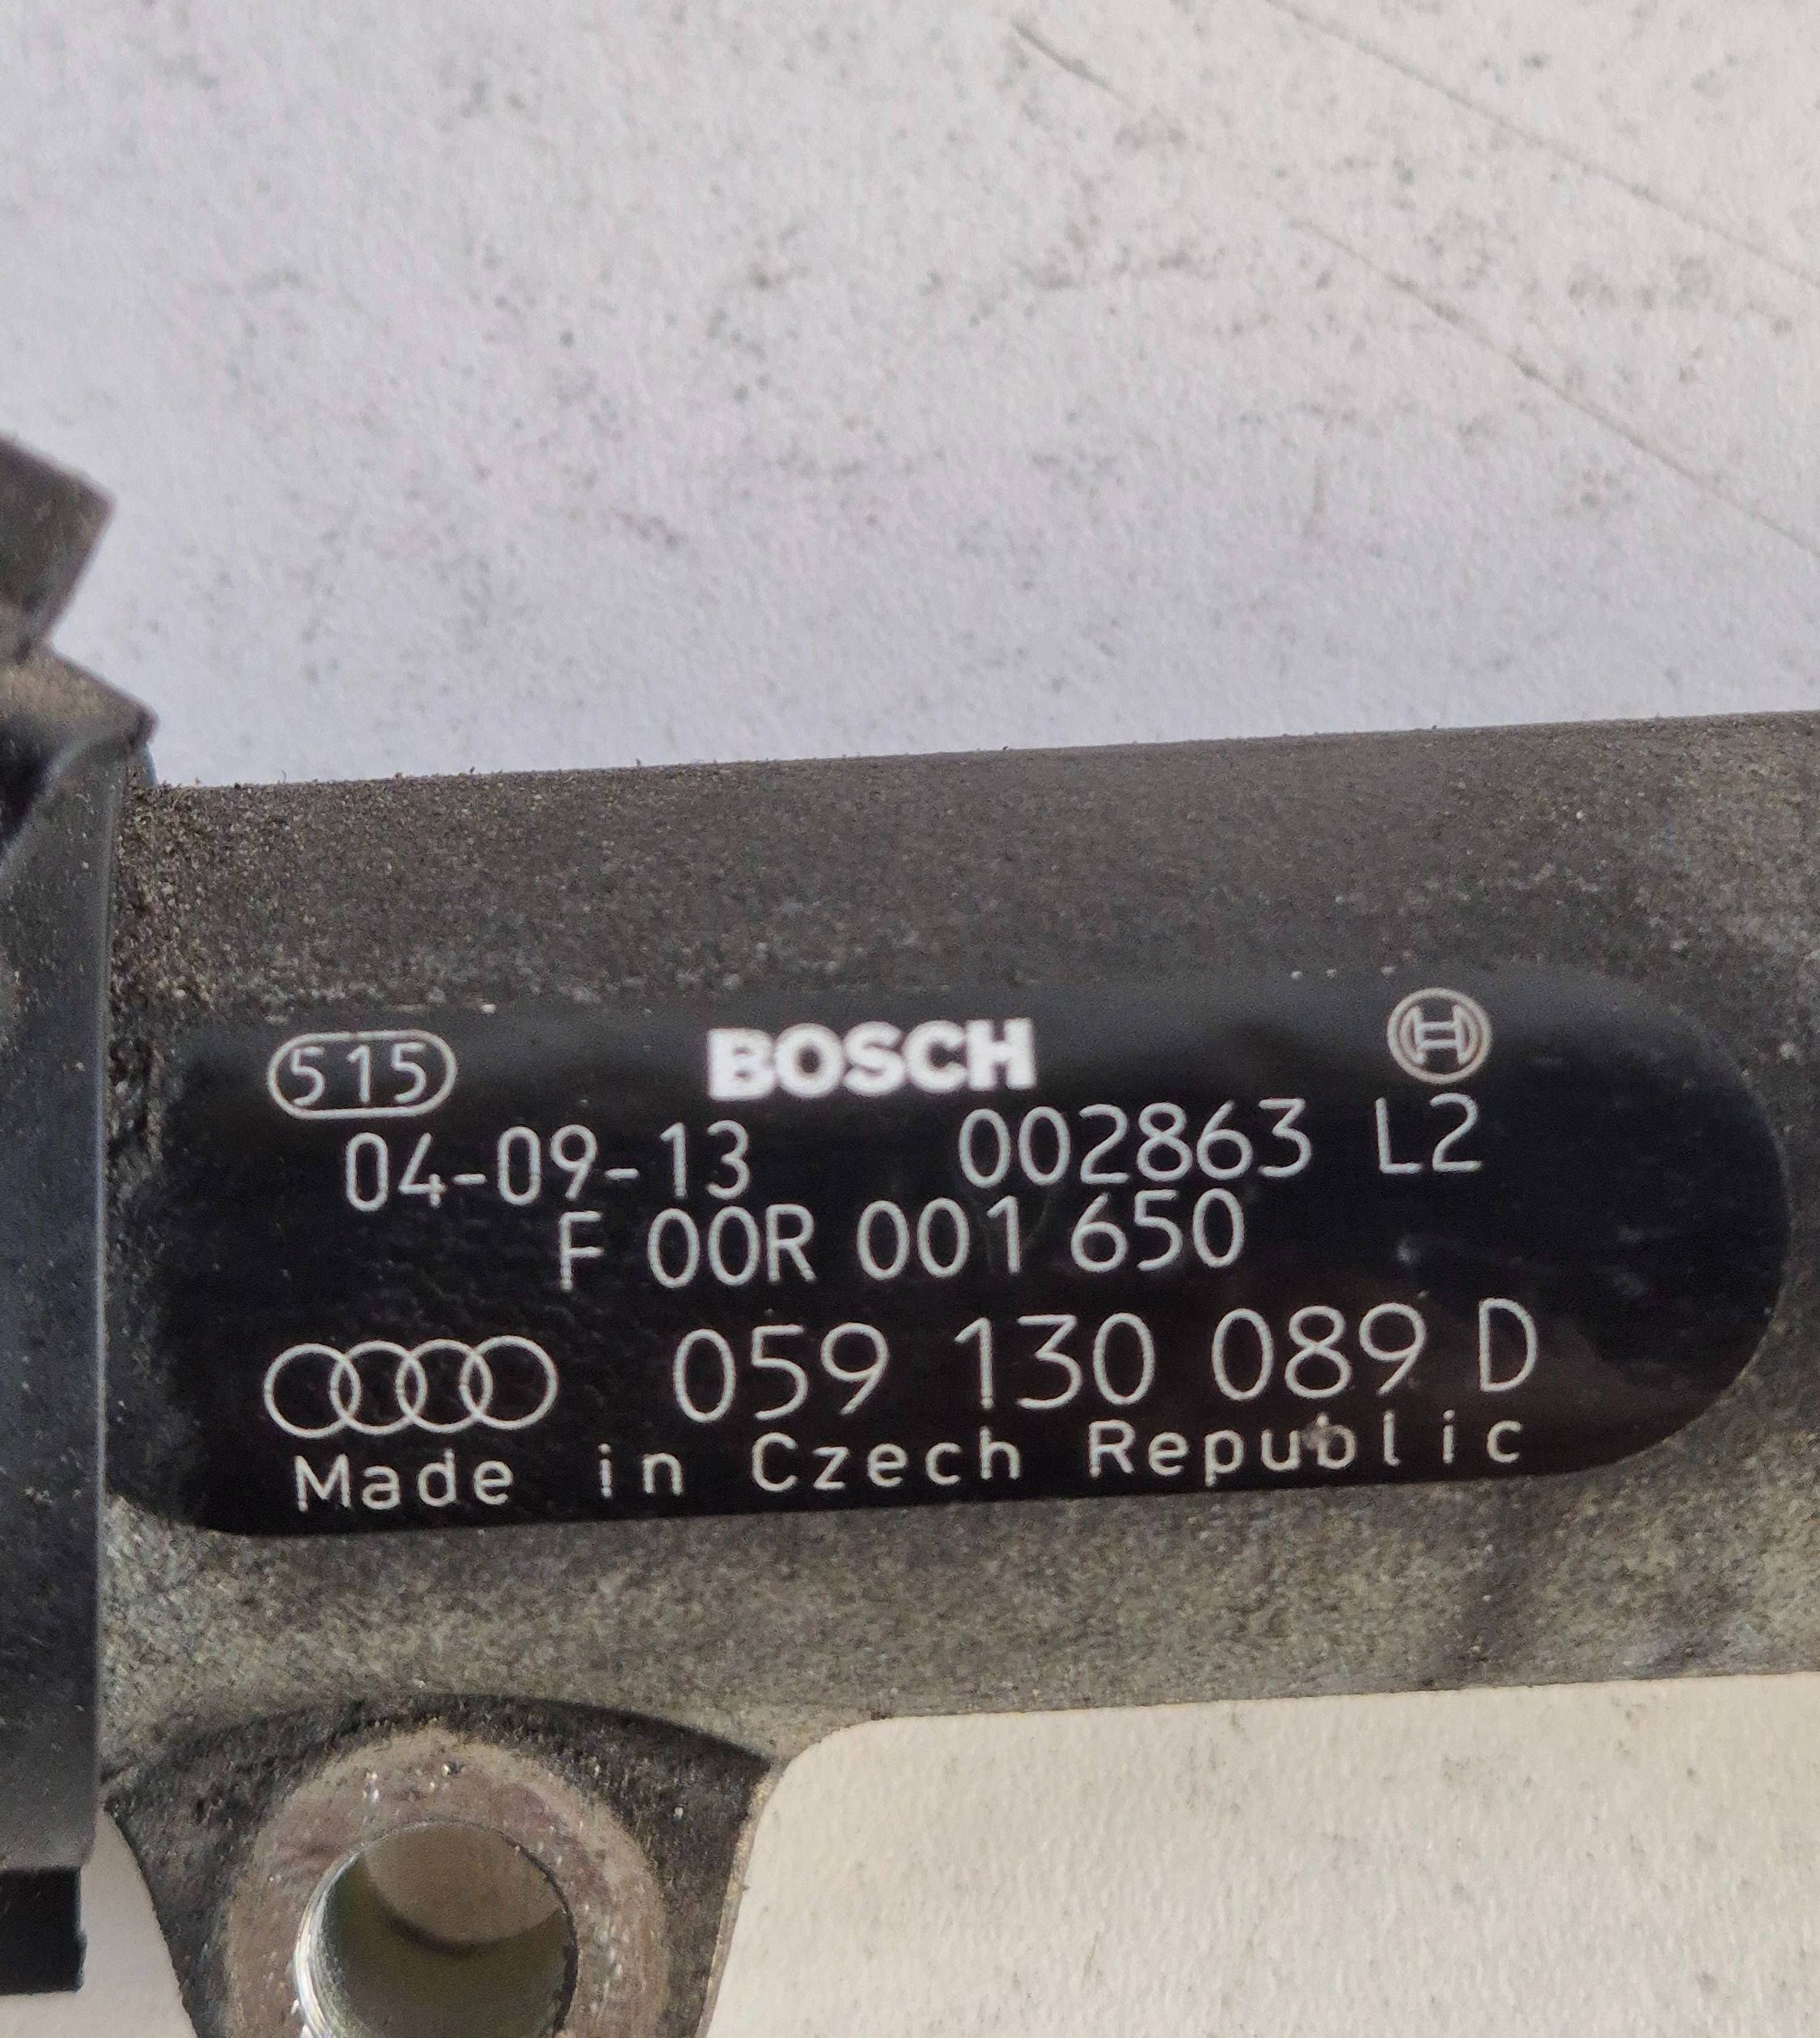 515 BOSCH
04-09-13 002863 L2
F 00R 001 650
059 130 089 D
Made in Czech Republic